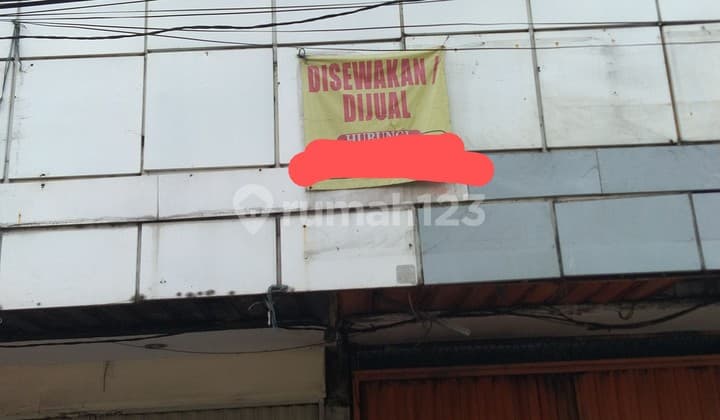 DISEWAKAN /
DIJUAL
HUBUNGI
rumah123